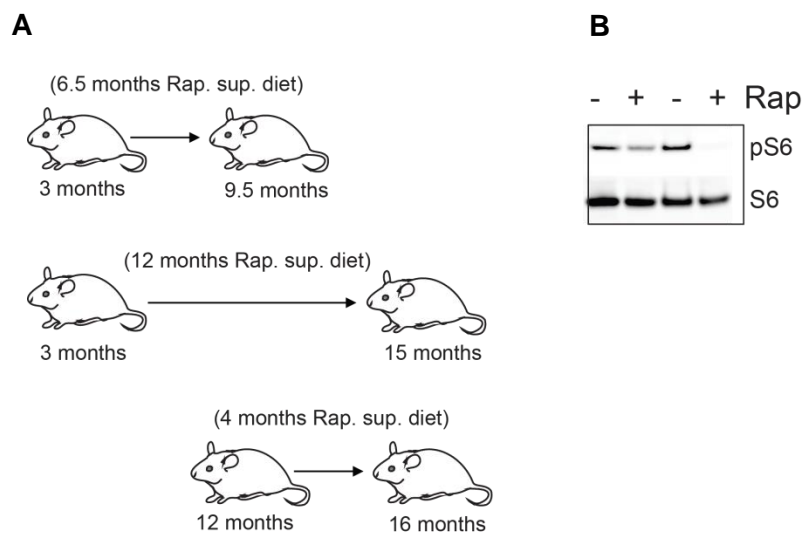 A
(6.5 months Rap. sup. diet)
3 months
9.5 months
(12 months Rap. sup. diet)
3 months
15 months
(4 months Rap. sup. diet)
12 months
16 months
B
- + - + Rap
pS6
S6